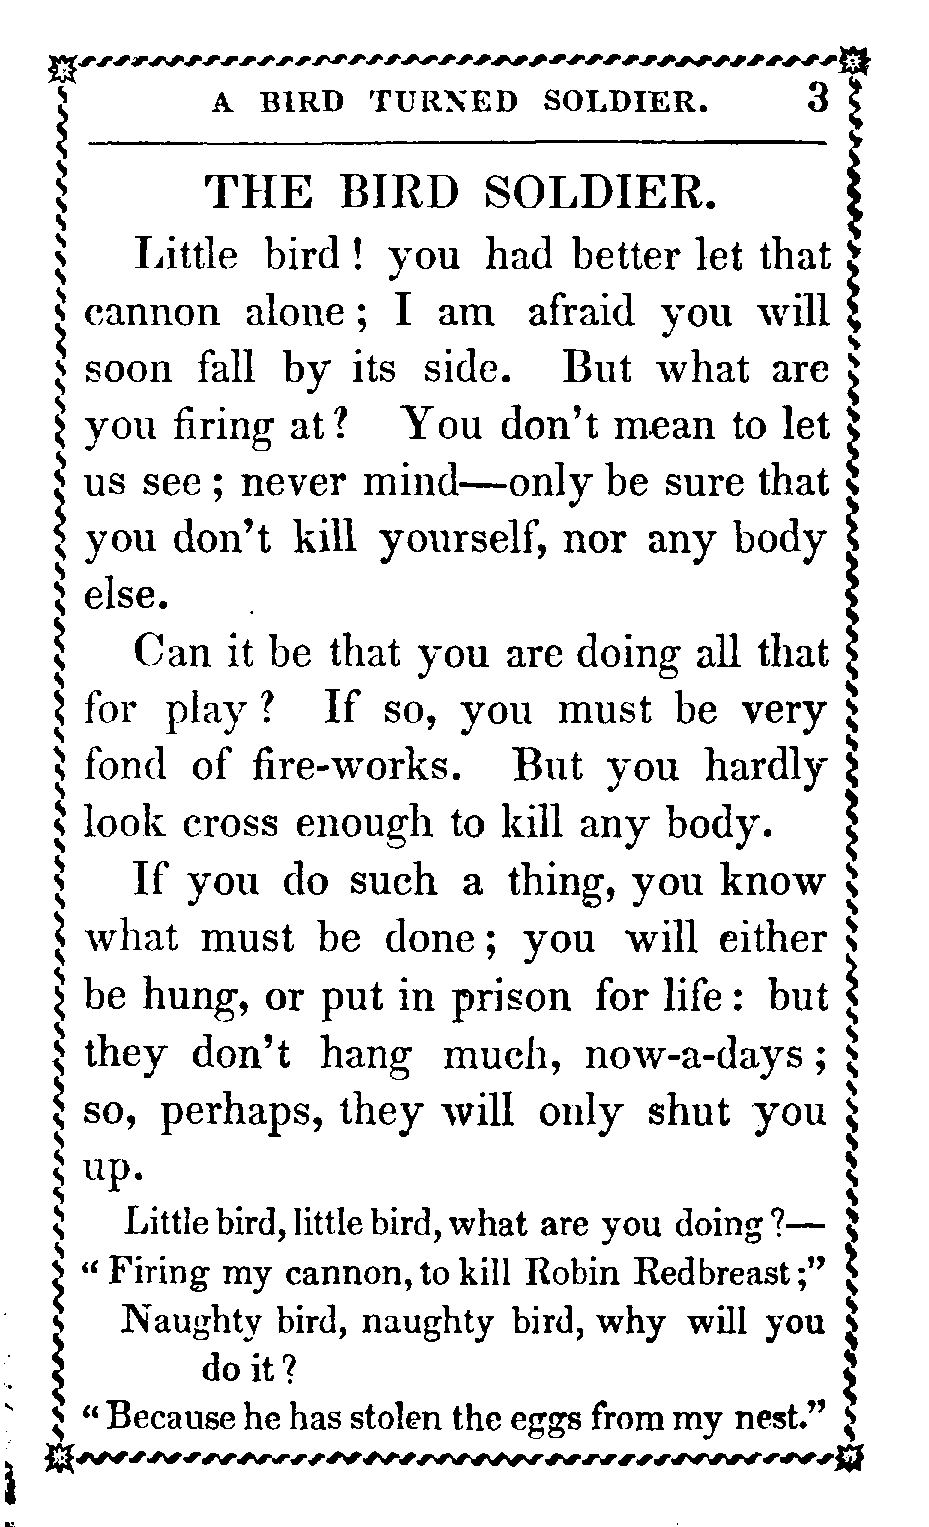 A BIRD TURNED SOLDIER. 3
THE BIRD SOLDIER.
Little bird! you had better let that
cannon alone; I am afraid you will
soon fall by its side. But what are
you firing at? You don't mean to let
us see; never mind—only be sure that
you don't kill yourself, nor any body
else.
Can it be that you are doing all that
for play? If so, you must be very
fond of fire-works. But you hardly
look cross enough to kill any body.
If you do such a thing, you know
what must be done; you will either
be hung, or put in prison for life: but
they don't hang much, now-a-days;
so, perhaps, they will only shut you
up.
Little bird, little bird, what are you doing?—
"Firing my cannon, to kill Robin Redbreast;"
Naughty bird, naughty bird, why will you
do it?
"Because he has stolen the eggs from my nest."